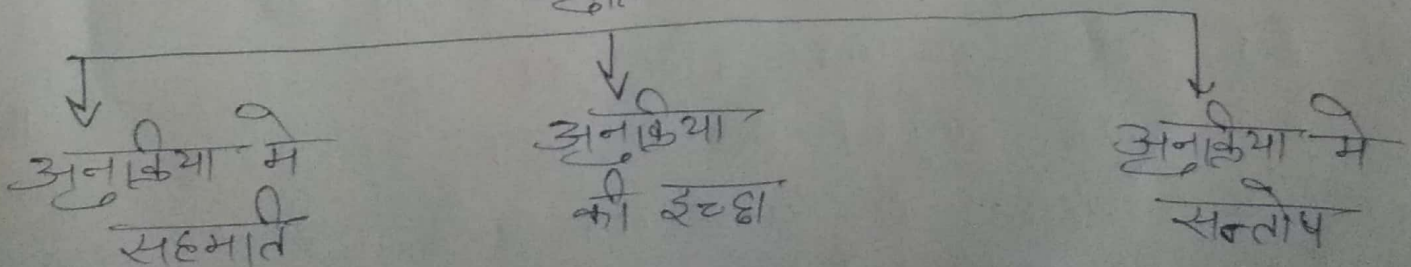 अनुक्रिया मे
सहमति
अनुक्रिया
की इच्छा
अनुक्रिया मे
सन्तोष